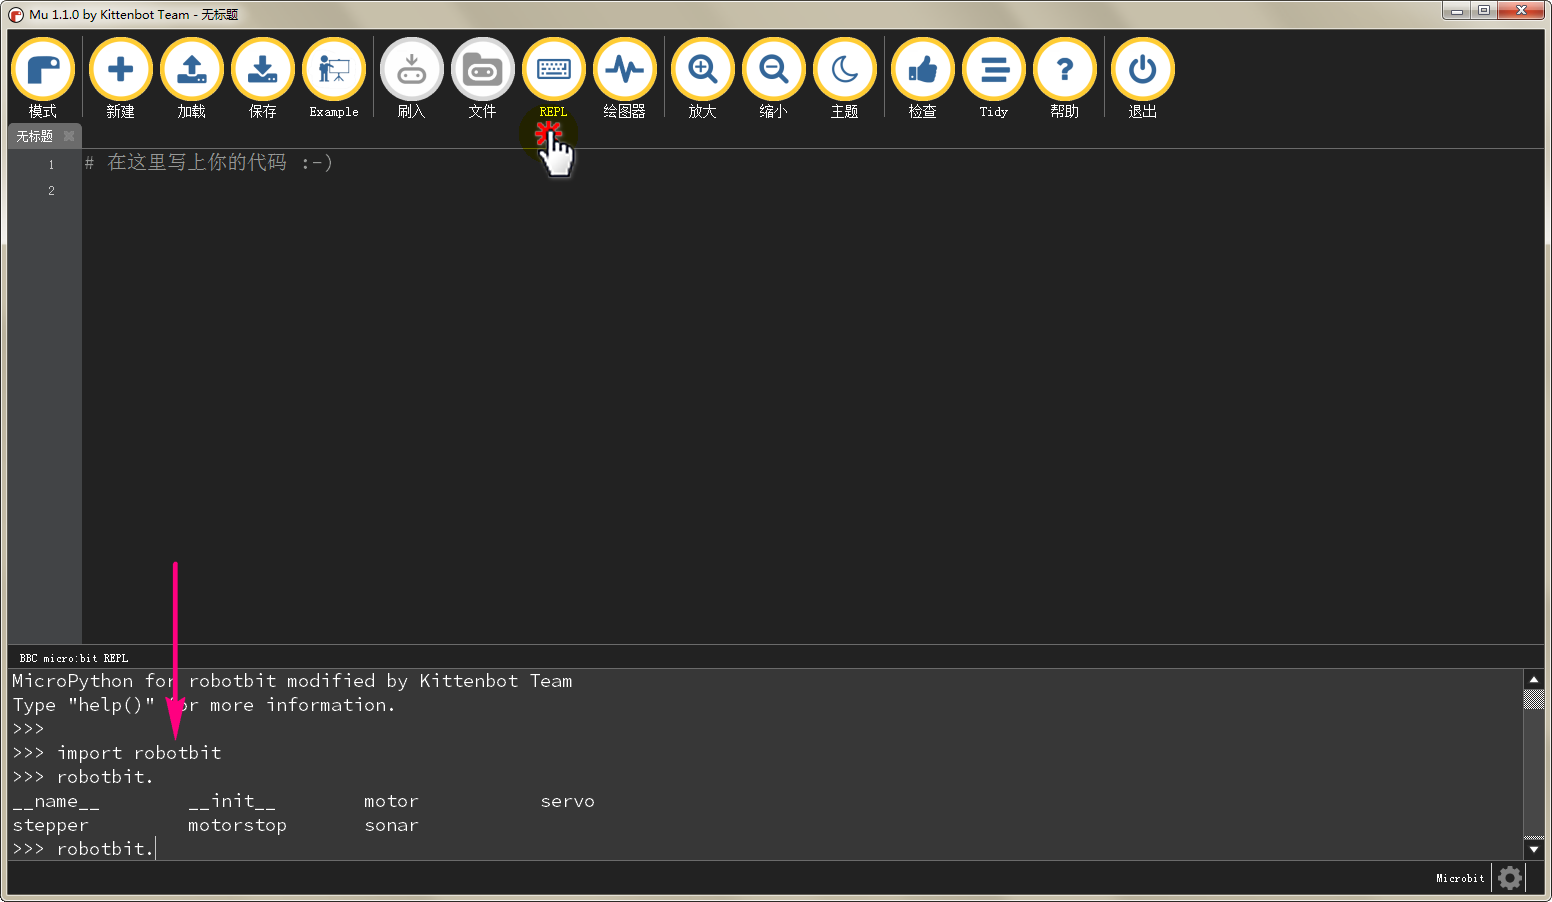 Mu 1.1.0 by Kittenbot Team - 无标题
模式 新建 加载 保存 Example 刷入 文件 REPL 绘图器 放大 缩小 主题 检查 Tidy 帮助 退出
无标题
1 # 在这里写上你的代码 :-)
2
BBC micro:bit REPL
MicroPython for robotbit modified by Kittenbot Team
Type "help()" for more information.
>>>
>>> import robotbit
>>> robotbit.
__name__ __init__ motor servo
stepper motorstop sonar
>>> robotbit.
Microbit